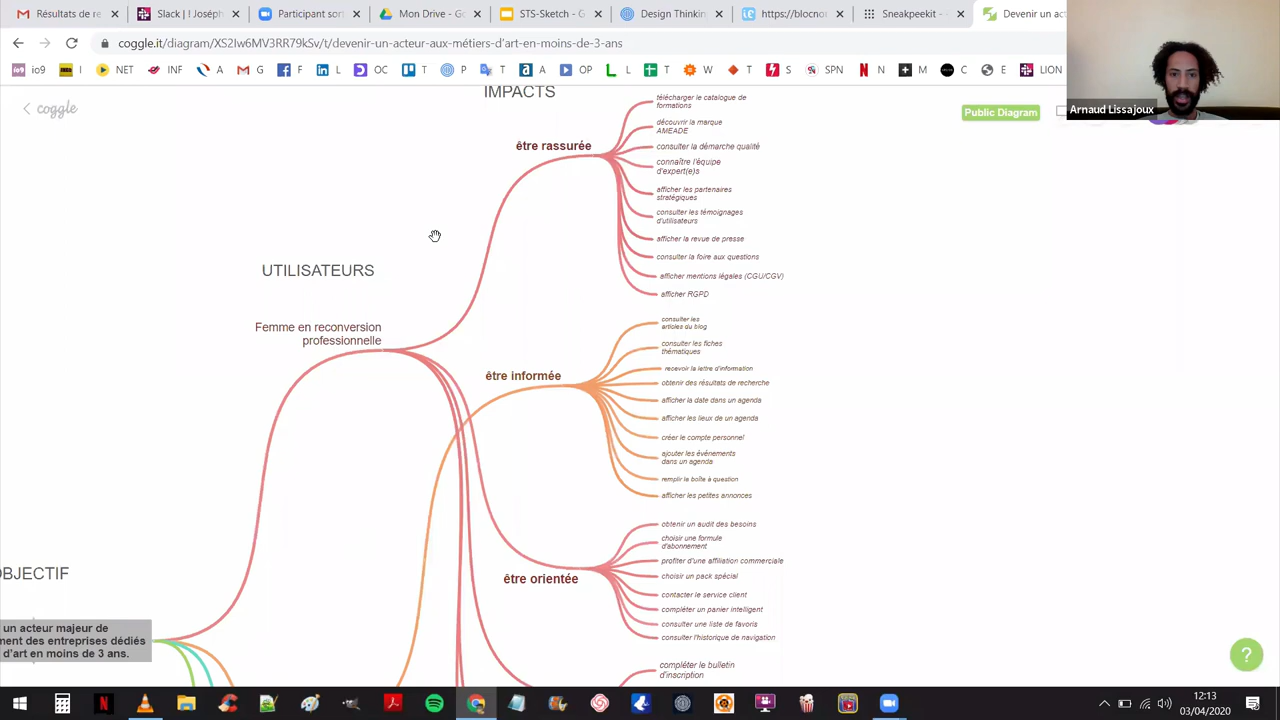 Retou
Slack | 1 | Joseph
Accueil
Google Ag
Mon Drive
SSS-Sketch
Design Thin
https://blocno
Sneakpeekit -
Devenir un act
coggle.it/diagram/XS2Iw6MV3RR79kSv/t/devenir-un-acteur-aux-métiers-d'art-en-moins-de-3-ans
io9
I
NET
INF
A
G
F
L
OC
T
P
T
A
OP
L
T
W
T
S
SPN
N
M
C
E
LION
coggle
Public Diagram
Arnaud Lissajoux
IMPACTS
télécharger le catalogue de
formations
découvrir la marque
AMEADE
être rassurée
consulter la démarche qualité
connaître l'équipe
d'expert(e)s
afficher les partenaires
stratégiques
consulter les témoignages
d'utilisateurs
afficher la revue de presse
consulter la foire aux questions
afficher mentions légales (CGU/CGV)
afficher RGPD
UTILISATEURS
Femme en reconversion
professionnelle
consulter les
articles du blog
consulter les fiches
thématiques
recevoir la lettre d'information
être informée
obtenir des résultats de recherche
afficher la date dans un agenda
afficher les lieux de un agenda
créer le compte personnel
ajouter les évènements
dans un agenda
remplir la boîte à question
afficher les petites annonces
obtenir un audit des besoins
choisir une formule
d'abonnement
profiter d'une affiliation commerciale
être orientée
choisir un pack spécial
contacter le service client
compléter un panier intelligent
consulter une liste de favoris
consulter l'historique de navigation
OBJECTIF
un acteur majeur de
ment des entreprises dédiés
d'art en moins de 3 ans.
compléter le bulletin
d'inscription
?
12:13
03/04/2020